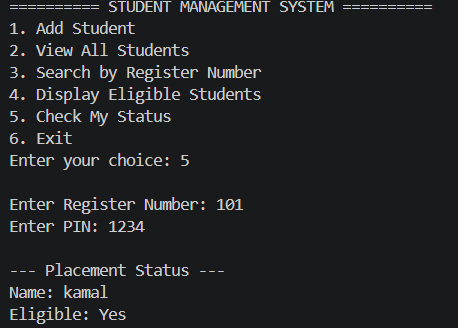 ========== STUDENT MANAGEMENT SYSTEM ==========
1. Add Student
2. View All Students
3. Search by Register Number
4. Display Eligible Students
5. Check My Status
6. Exit
Enter your choice: 5
Enter Register Number: 101
Enter PIN: 1234
--- Placement Status ---
Name: kamal
Eligible: Yes